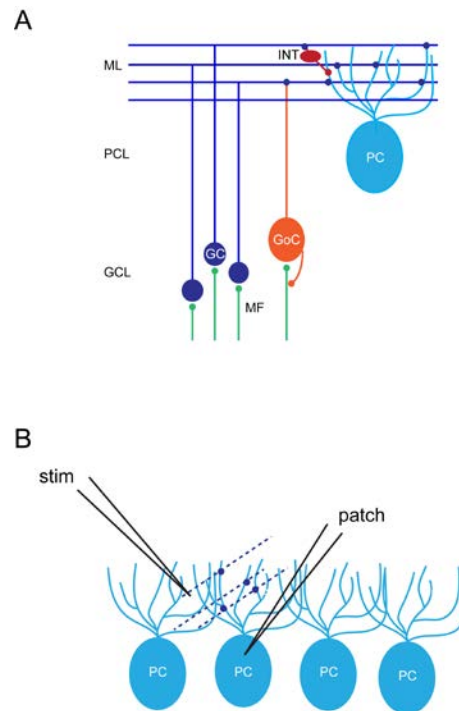 A
INT
ML
PCL
PC
GoC
GC
GCL
MF
B
stim
patch
PC PC PC PC